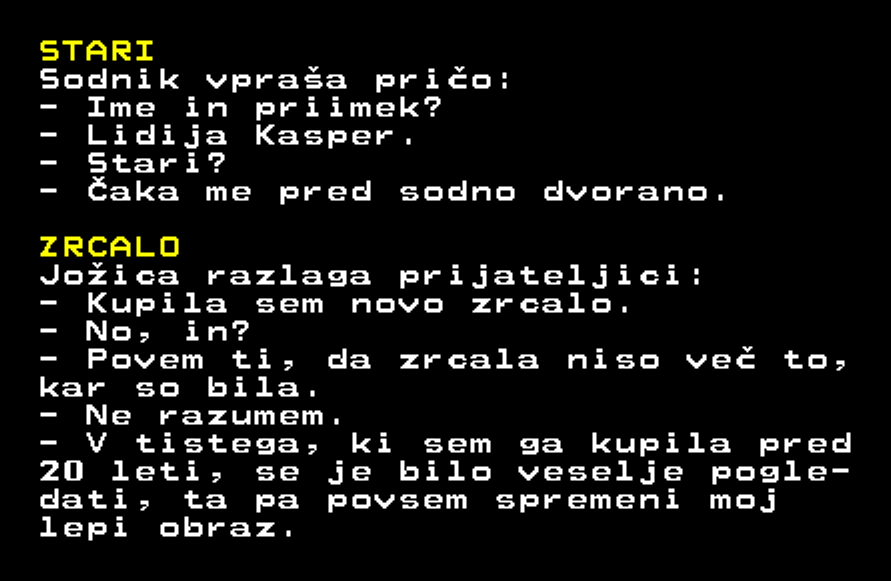 STARI
Sodnik vpraša pričo:
- Ime in priimek?
- Lidija Kasper.
- Stari?
- Čaka me pred sodno dvorano.
ZRCALO
Jožica razlaga prijateljici:
- Kupila sem novo zrcalo.
- No, in?
- Povem ti, da zrcala niso več to,
kar so bila.
- Ne razumem.
- V tistega, ki sem ga kupila pred
20 leti, se je bilo veselje pogle-
dati, ta pa povsem spremeni moj
lepi obraz.